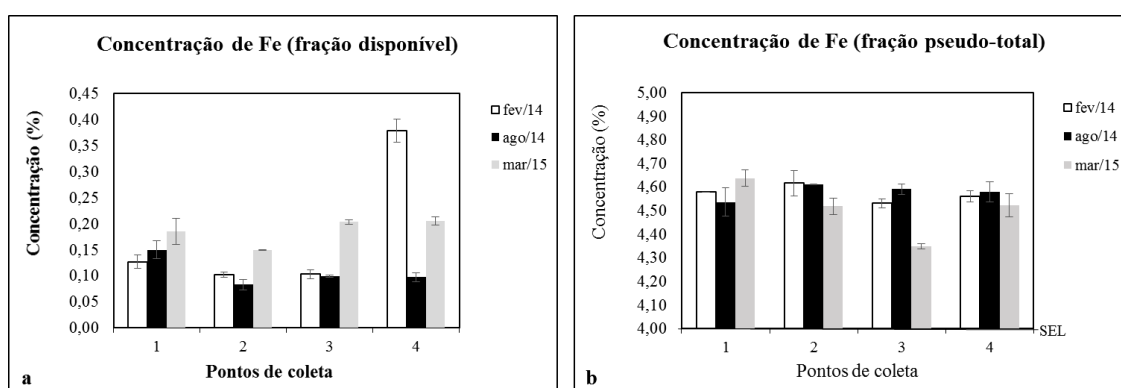 Concentração de Fe (fração disponível)
Concentração (%)
0,45
0,40
0,35
0,30
0,25
0,20
0,15
0,10
0,05
0,00
1 2 3 4
Pontos de coleta
fev/14
ago/14
mar/15
a
Concentração de Fe (fração pseudo-total)
Concentração (%)
5,00
4,90
4,80
4,70
4,60
4,50
4,40
4,30
4,20
4,10
4,00
SEL
1 2 3 4
Pontos de coleta
fev/14
ago/14
mar/15
b